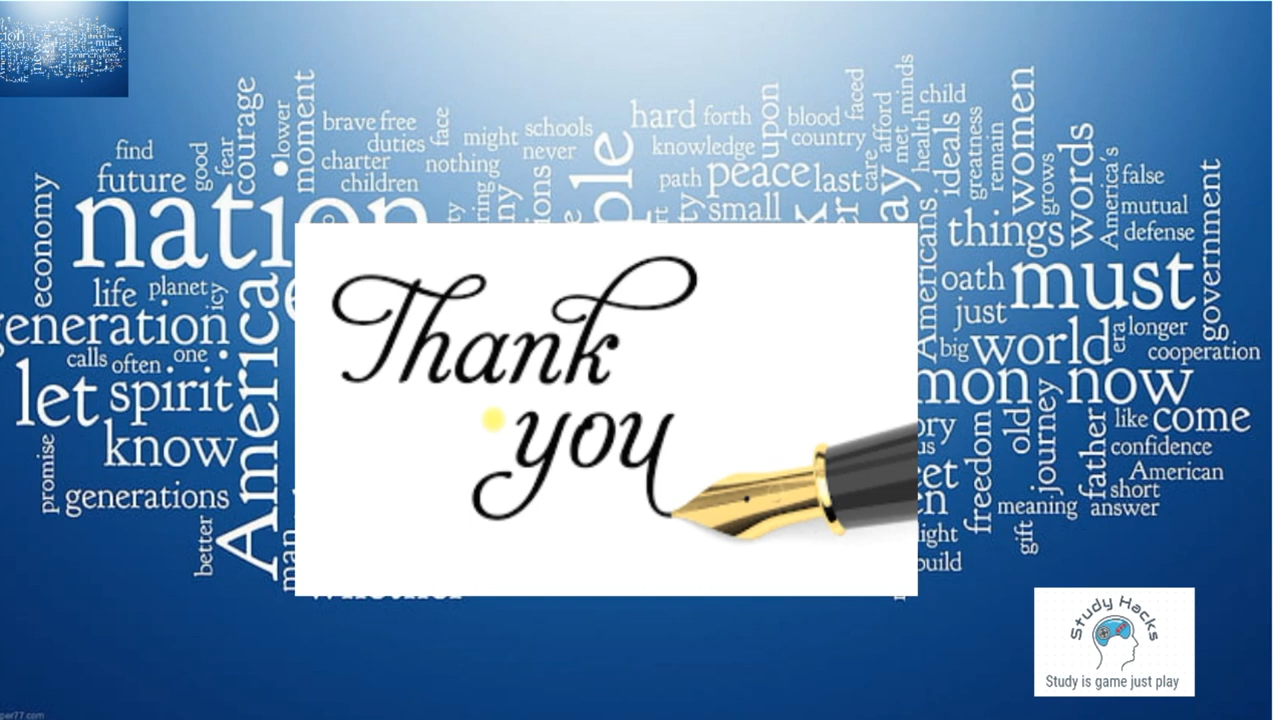 Thank
you
find
future
good
fear
courage
lower
moment
brave free
duties
face
charter
children
might
nothing
schools
never
hard forth
knowledge
upon
path peace last
small
blood
country
faced
care
afford
met
minds
child
health
ideals
greatness
remain
women
grows
words
America's
false
mutual
defense
government
economy
nation
life planet
icy
generation
calls often one
let spirit
know
promise
generations
better
America
man
Americans
things
oath must
just
big world
era longer
cooperation
now
old
journey
freedom
father
like come
confidence
American
short
meaning answer
gift
build
Study Hacks
Study is game just play